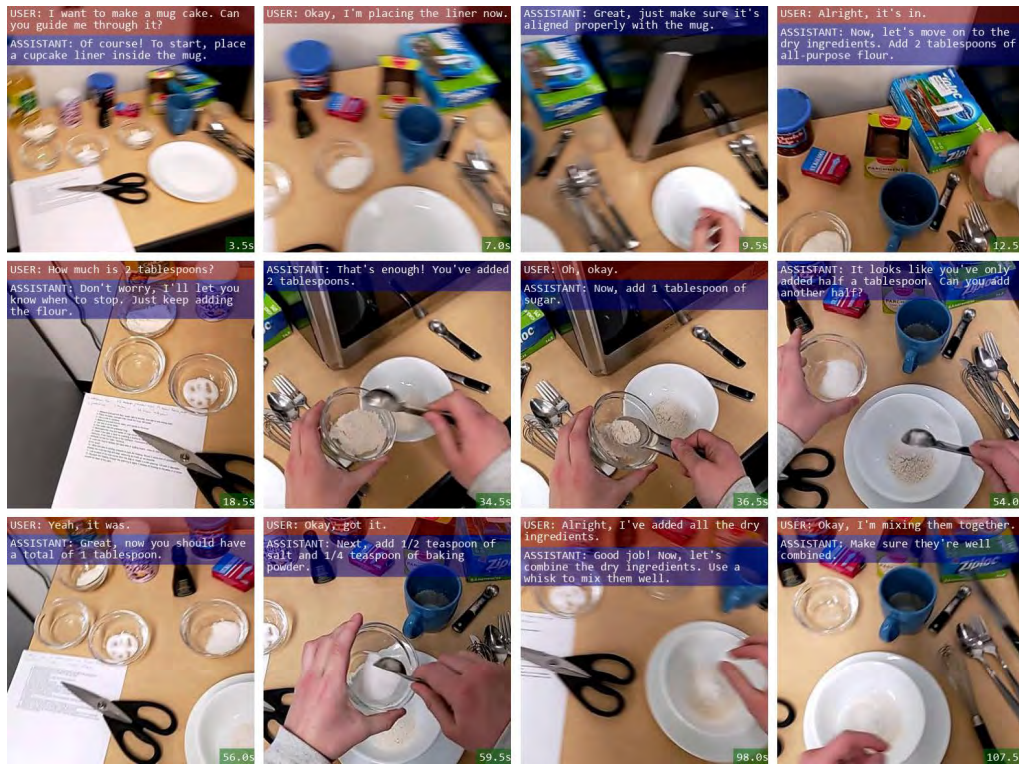 USER: I want to make a mug cake. Can
you guide me through it?
ASSISTANT: Of course! To start, place
a cupcake liner inside the mug.
3.5s
USER: Okay, I'm placing the liner now.
7.0s
ASSISTANT: Great, just make sure it's
aligned properly with the mug.
9.5s
USER: Alright, it's in.
ASSISTANT: Now, let's move on to the
dry ingredients. Add 2 tablespoons of
all-purpose flour.
Ziploc
12.5
USER: How much is 2 tablespoons?
ASSISTANT: Don't worry, I'll let you
know when to stop. Just keep adding
the flour.
18.5s
ASSISTANT: That's enough! You've added
2 tablespoons.
34.5s
USER: Oh, okay.
ASSISTANT: Now, add 1 tablespoon of
sugar.
36.5s
ASSISTANT: It looks like you've only
added half a tablespoon. Can you add
another half?
54.0
USER: Yeah, it was.
ASSISTANT: Great, now you should have
a total of 1 tablespoon.
56.0s
USER: Okay, got it.
ASSISTANT: Next, add 1/2 teaspoon of
salt and 1/4 teaspoon of baking
powder.
59.5s
USER: Alright, I've added all the dry
ingredients.
ASSISTANT: Good job! Now, let's
combine the dry ingredients. Use a
whisk to mix them well.
98.0s
USER: Okay, I'm mixing them together.
ASSISTANT: Make sure they're well
combined.
Ziploc
107.5